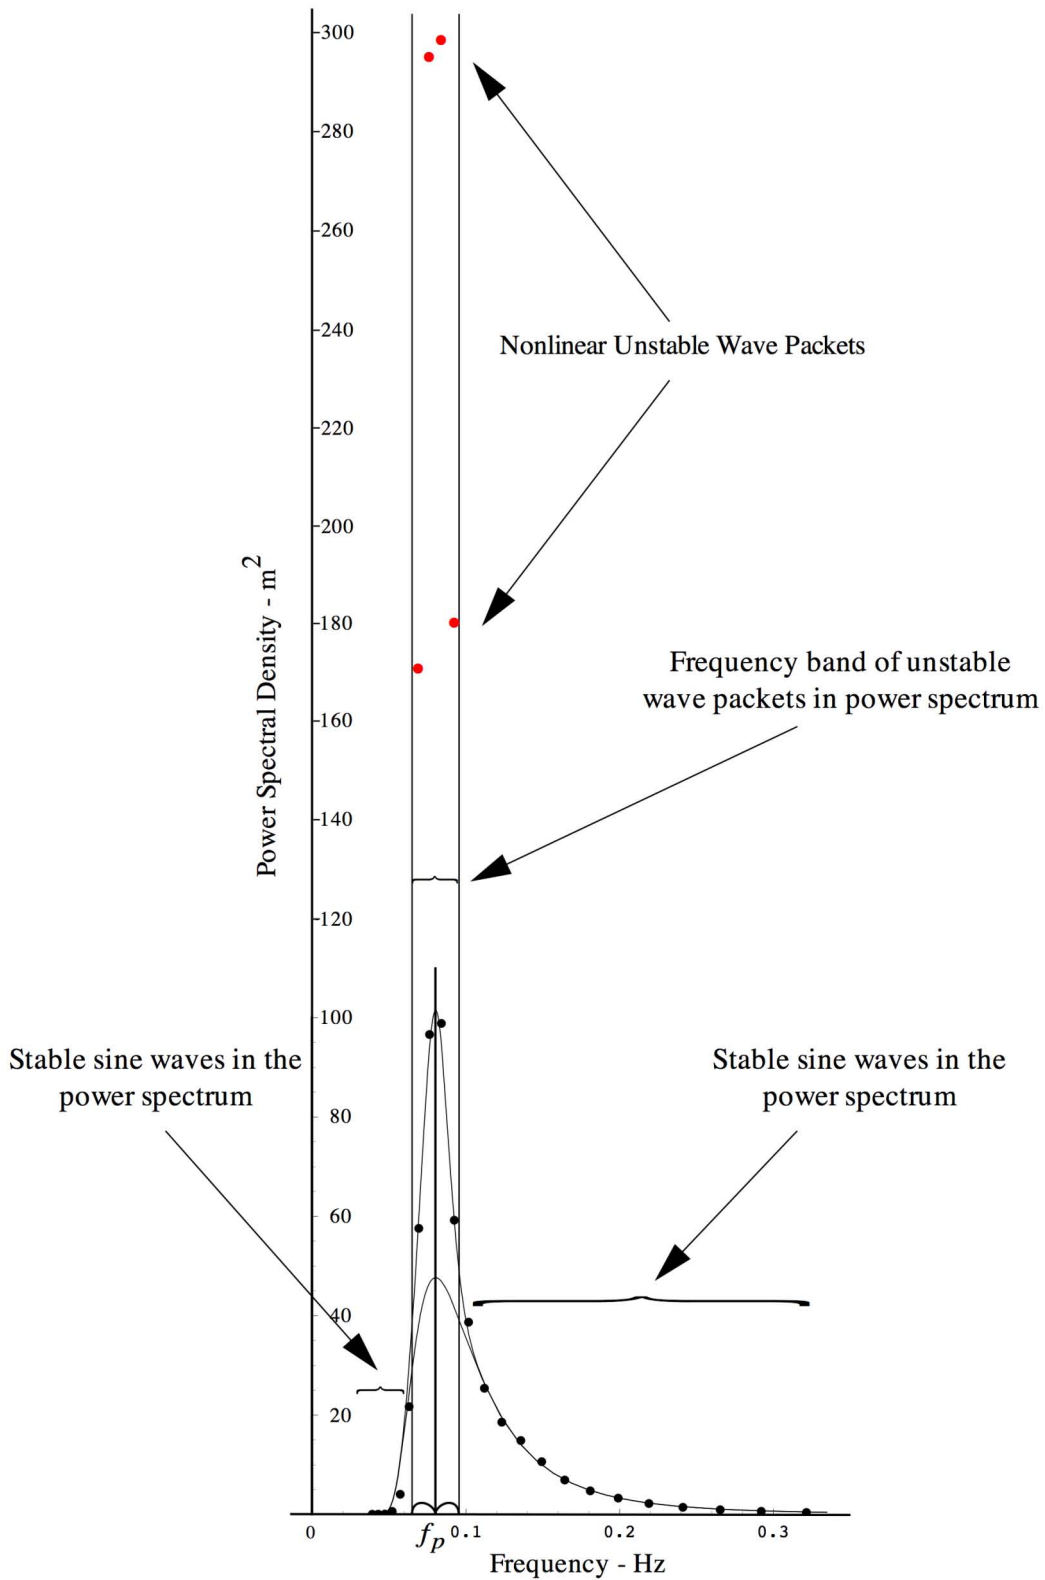 300
280
260
240
Nonlinear Unstable Wave Packets
220
200
180
160
140
120
100
80
60
40
20
Power Spectral Density - m²
Frequency band of unstable
wave packets in power spectrum
Stable sine waves in the
power spectrum
Stable sine waves in the
power spectrum
0 fₚ 0.1 0.2 0.3
Frequency - Hz